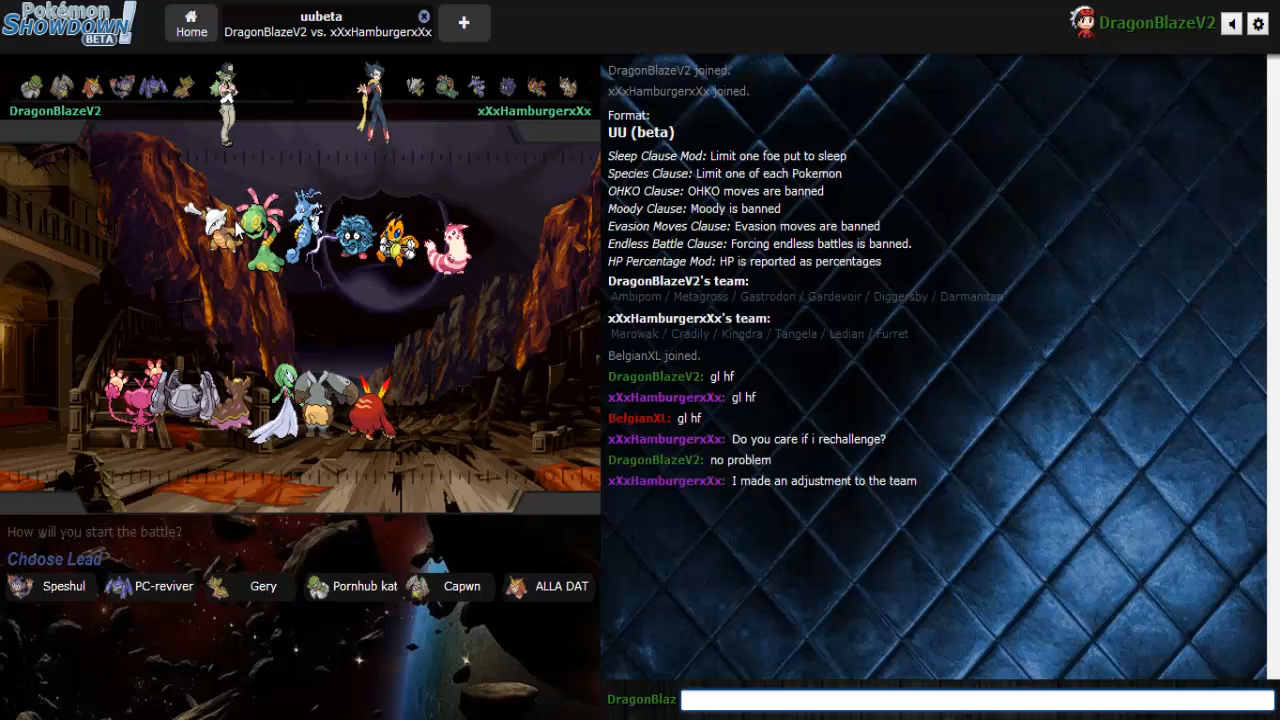 Pokémon
SHOWDOWN!
BETA
Home
uubeta
DragonBlazeV2 vs. xXxHamburgerxXx
+
DragonBlazeV2
DragonBlazeV2
xXxHamburgerxXx
How will you start the battle?
Choose Lead
Speshul
PC-reviver
Gery
Pornhub kat
Capwn
ALLA DAT
DragonBlazeV2 joined.
xXxHamburgerxXx joined.
Format:
UU (beta)
Sleep Clause Mod: Limit one foe put to sleep
Species Clause: Limit one of each Pokemon
OHKO Clause: OHKO moves are banned
Moody Clause: Moody is banned
Evasion Moves Clause: Evasion moves are banned
Endless Battle Clause: Forcing endless battles is banned.
HP Percentage Mod: HP is reported as percentages
DragonBlazeV2's team:
Ambipom / Metagross / Gastrodon / Gardevoir / Diggersby / Darmanitan
xXxHamburgerxXx's team:
Marowak / Cradily / Kingdra / Tangela / Ledian / Furret
BelgianXL joined.
DragonBlazeV2: gl hf
xXxHamburgerxXx: gl hf
BelgianXL: gl hf
xXxHamburgerxXx: Do you care if i rechallenge?
DragonBlazeV2: no problem
xXxHamburgerxXx: I made an adjustment to the team
DragonBlaz